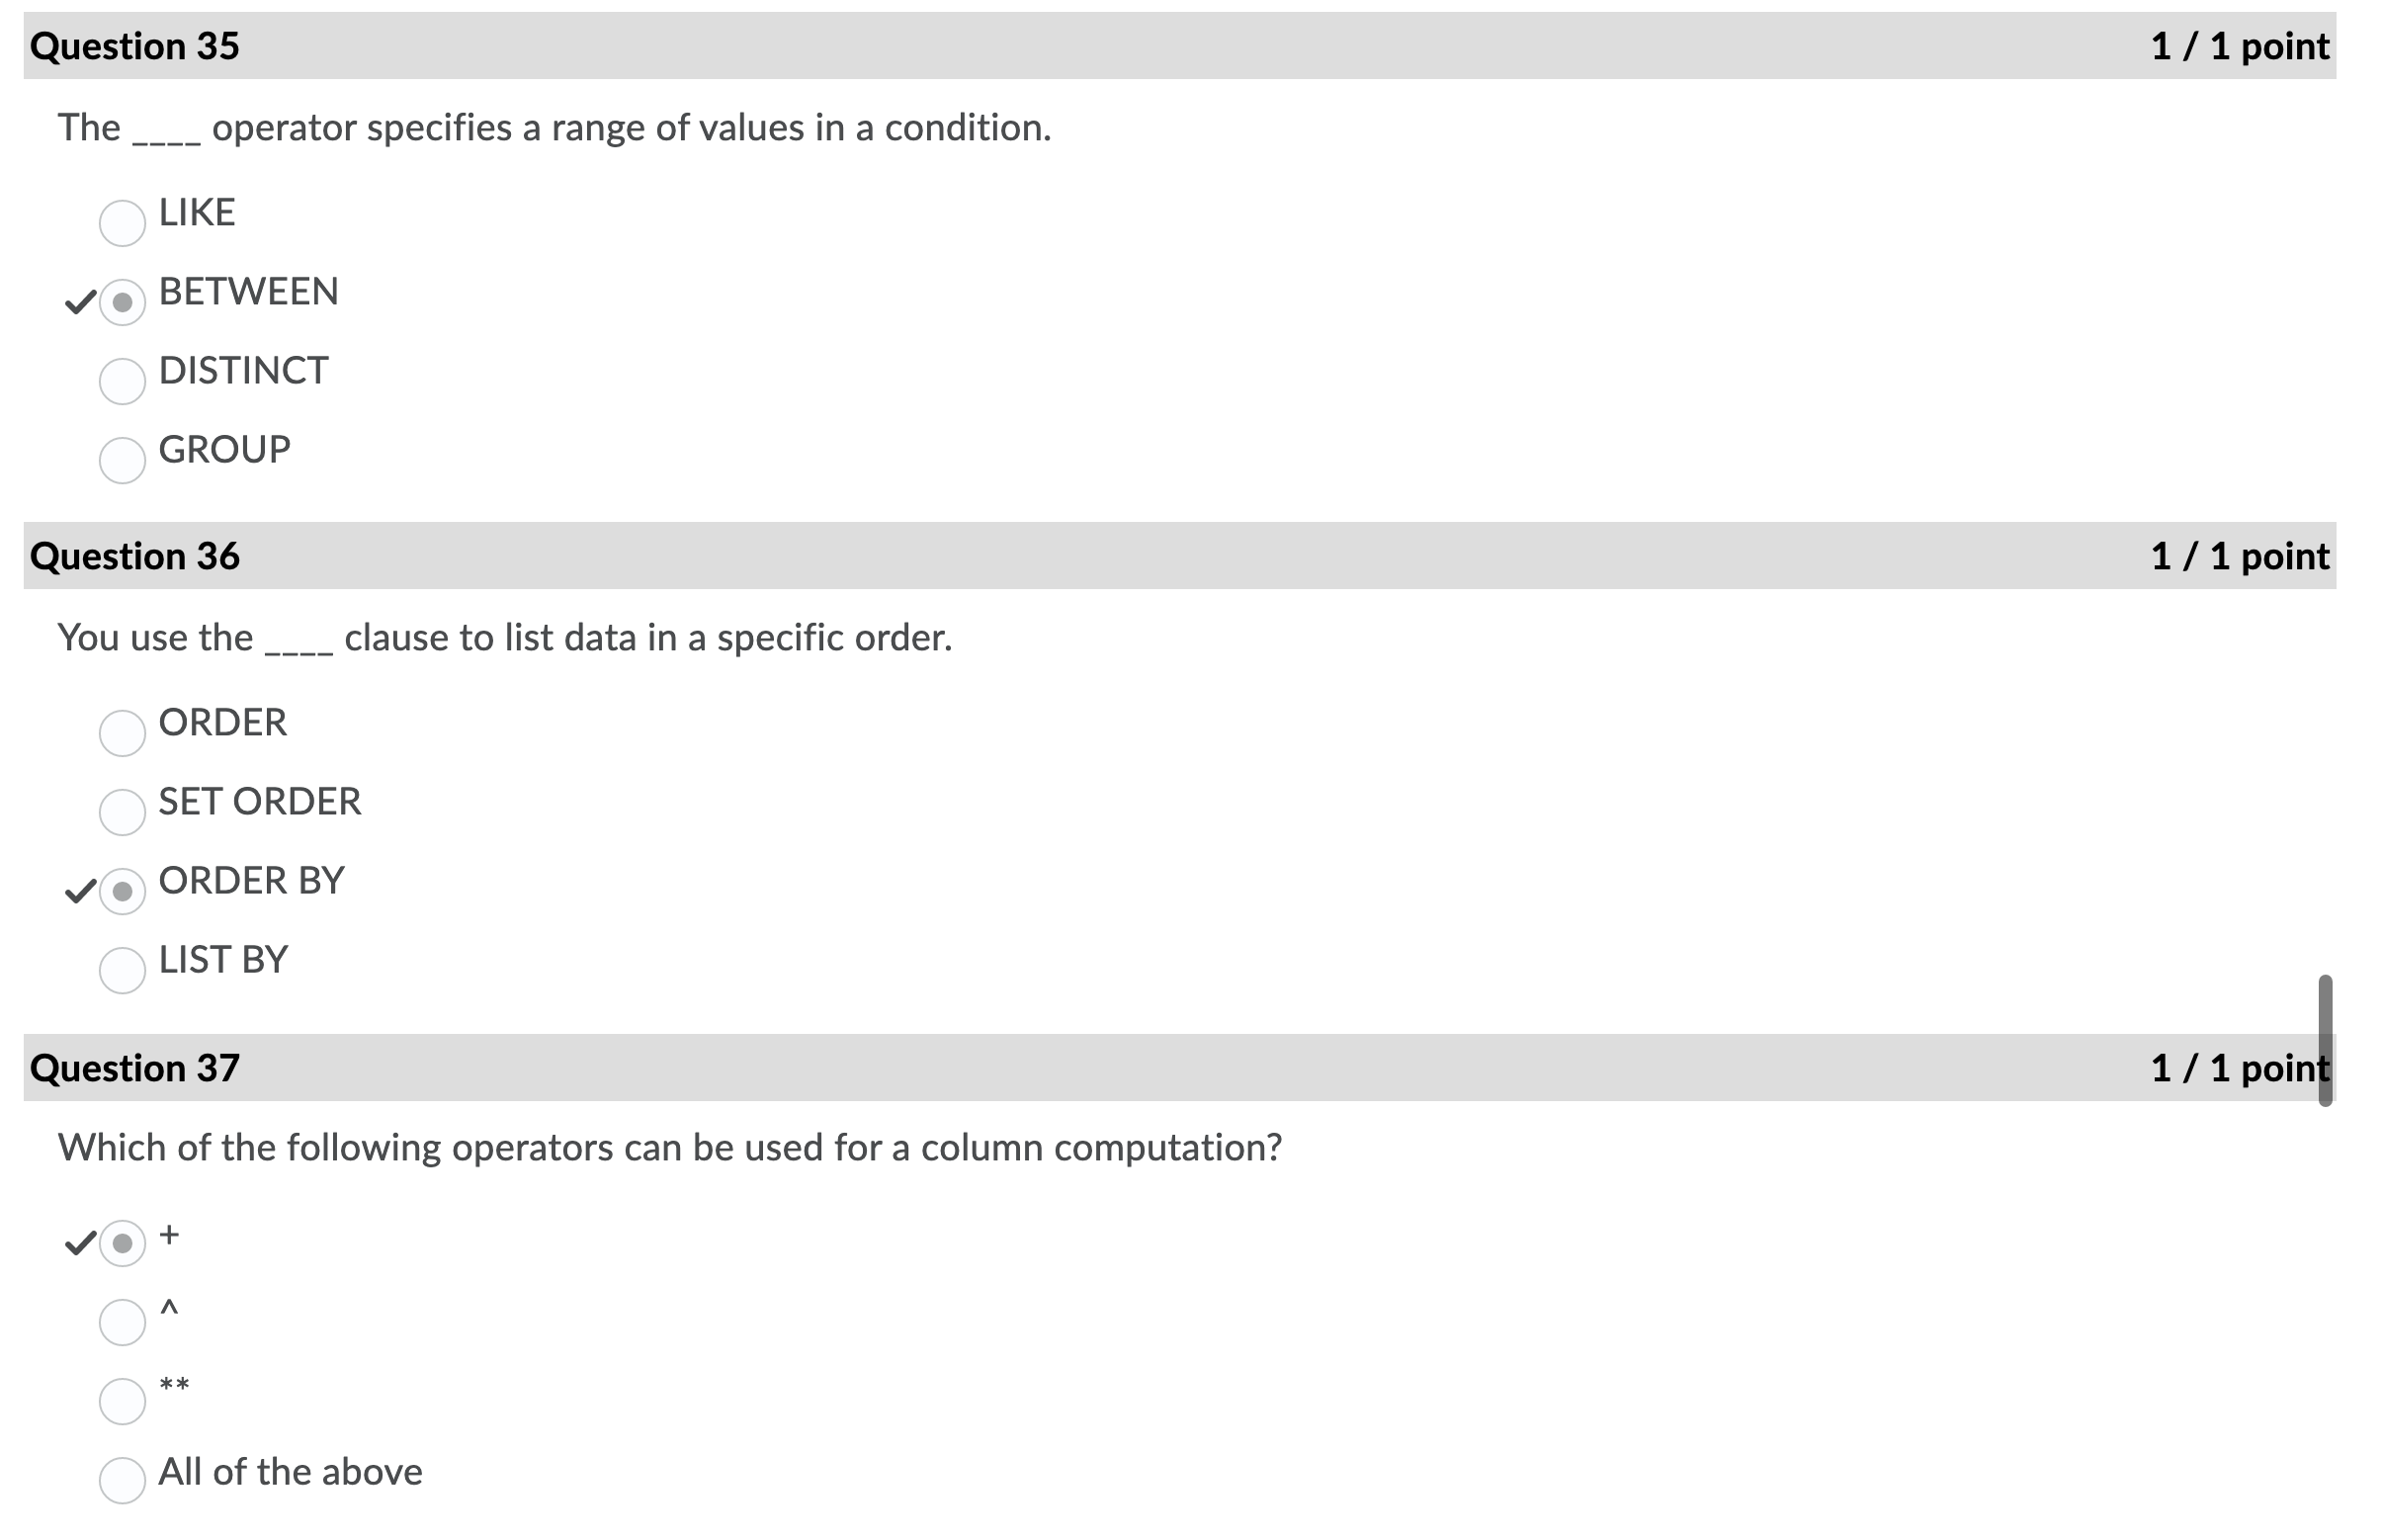 Question 35 1 / 1 point
The ____ operator specifies a range of values in a condition.
LIKE
BETWEEN
DISTINCT
GROUP
Question 36 1 / 1 point
You use the ____ clause to list data in a specific order.
ORDER
SET ORDER
ORDER BY
LIST BY
Question 37 1 / 1 point
Which of the following operators can be used for a column computation?
+
^
**
All of the above